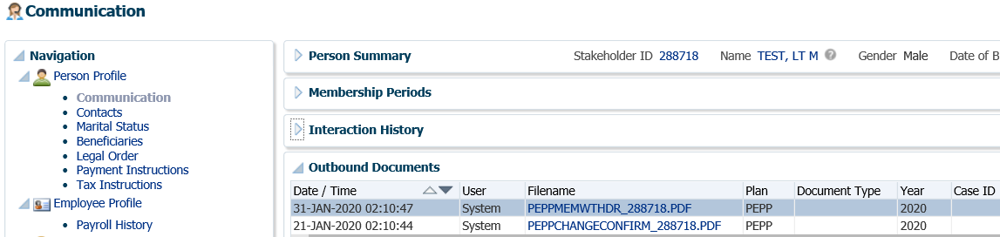 Communication
Navigation
Person Profile
Communication
Contacts
Marital Status
Beneficiaries
Legal Order
Payment Instructions
Tax Instructions
Employee Profile
Payroll History
Person Summary Stakeholder ID 288718 Name TEST, LT M Gender Male Date of B
Membership Periods
Interaction History
Outbound Documents
Date / Time User Filename Plan Document Type Year Case ID
31-JAN-2020 02:10:47 System PEPPMEMWTHDR_288718.PDF PEPP 2020
21-JAN-2020 02:10:44 System PEPPCHANGECONFIRM_288718.PDF PEPP 2020